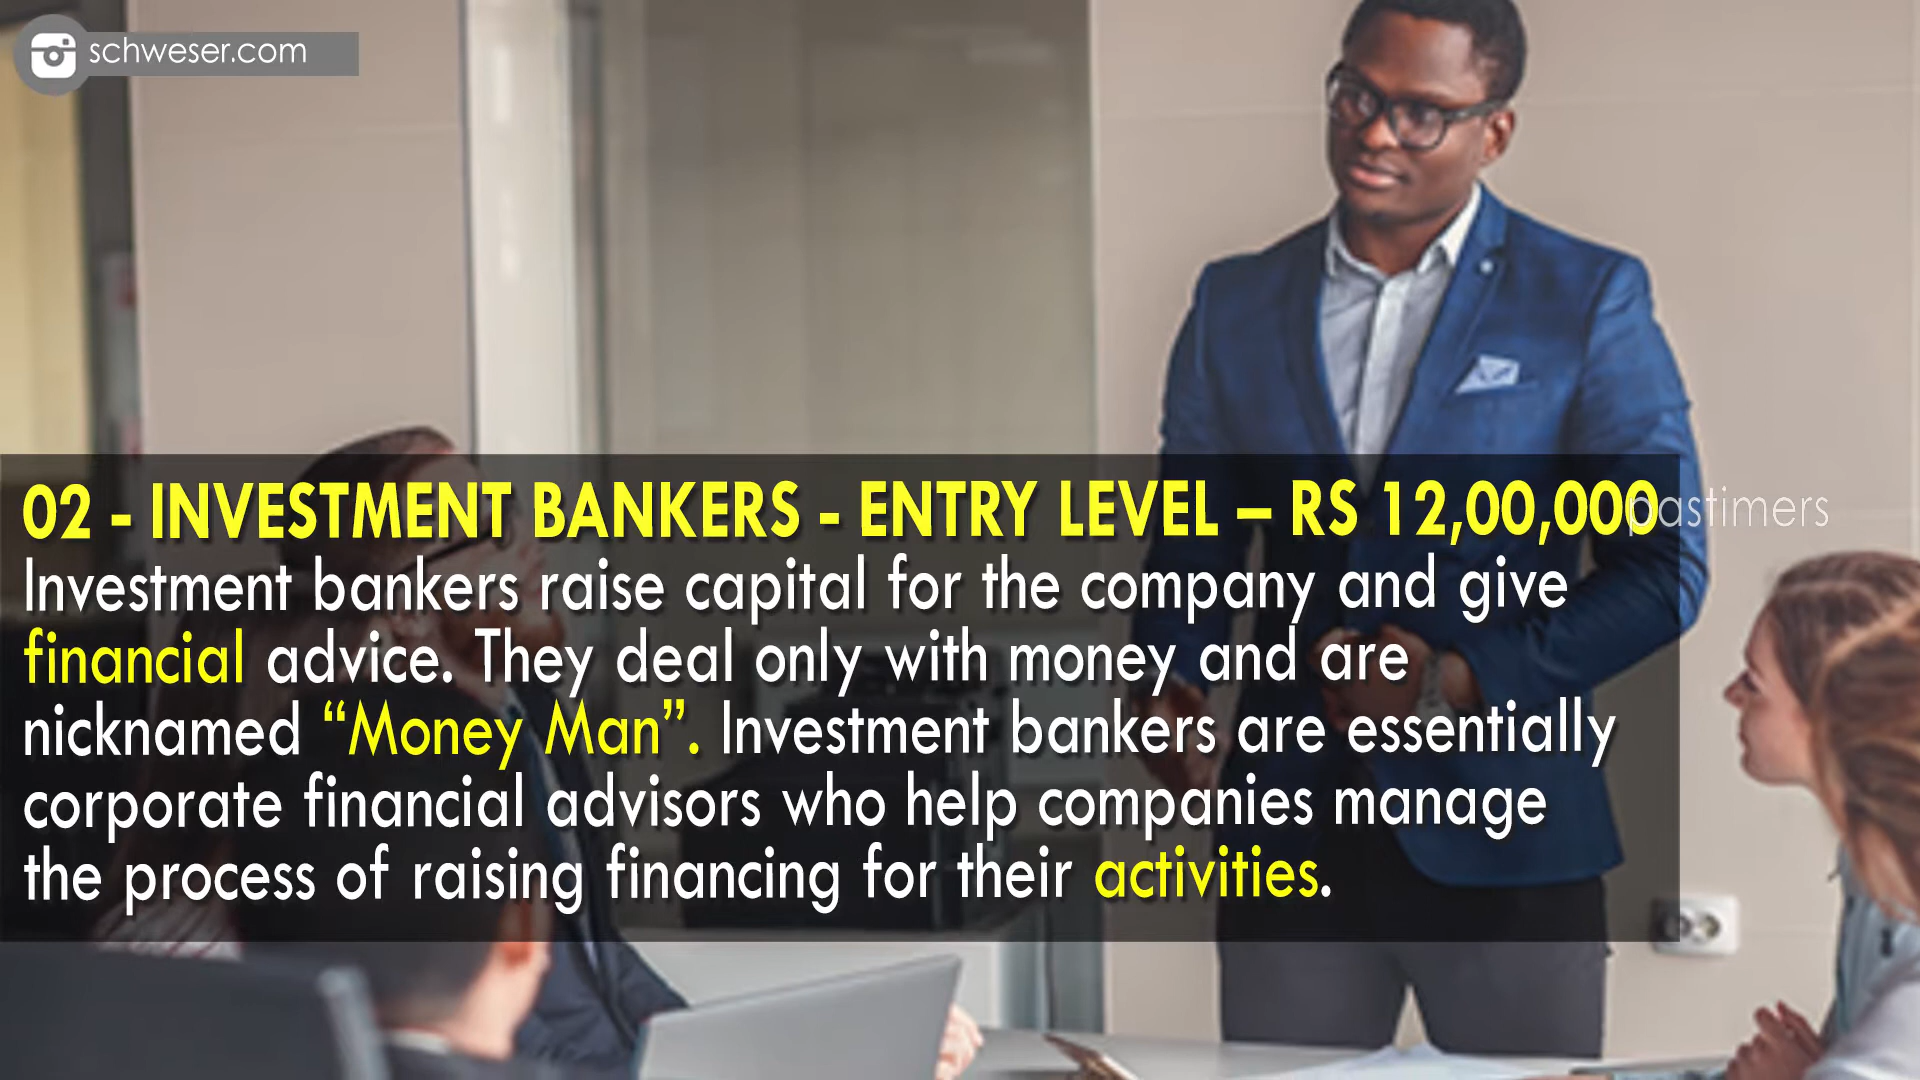 schweser.com
02 - INVESTMENT BANKERS - ENTRY LEVEL – RS 12,00,000
pastimers
Investment bankers raise capital for the company and give
financial advice. They deal only with money and are
nicknamed “Money Man”. Investment bankers are essentially
corporate financial advisors who help companies manage
the process of raising financing for their activities.